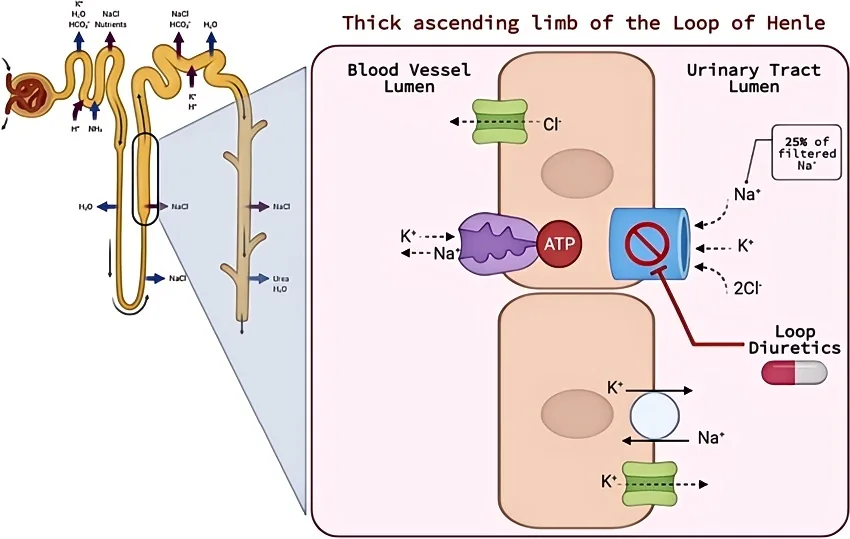 Thick ascending limb of the Loop of Henle
K⁺
H₂O
HCO₃⁻
NaCl
Nutrients
NaCl
HCO₃⁻
H₂O
H⁺
NH₄
K⁺
H⁺
H₂O
NaCl
NaCl
NaCl
Urea
H₂O
Blood Vessel
Lumen
Urinary Tract
Lumen
Cl⁻
25% of
filtered
Na⁺
Na⁺
K⁺
Na⁺
ATP
K⁺
2Cl⁻
Loop
Diuretics
K⁺
Na⁺
K⁺